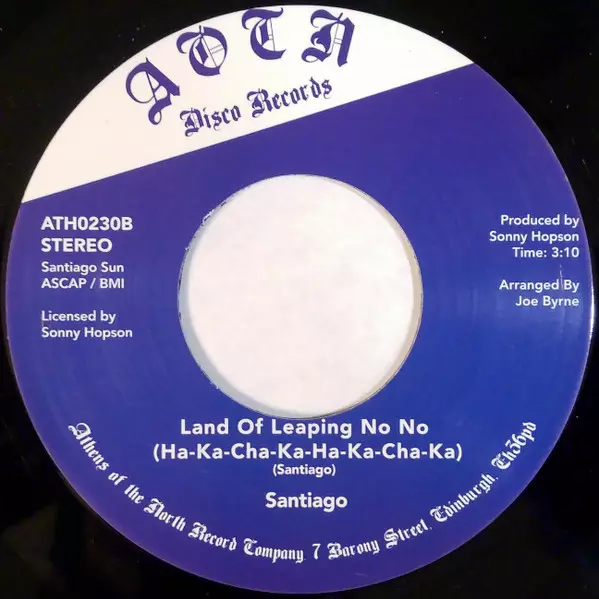 AOTN
Disco Records
ATH0230B
STEREO
Santiago Sun
ASCAP / BMI
Licensed by
Sonny Hopson
Produced by
Sonny Hopson
Time: 3:10
Arranged By
Joe Byrne
Land Of Leaping No No
(Ha-Ka-Cha-Ka-Ha-Ka-Cha-Ka)
(Santiago)
Santiago
Athens of the North Record Company, 7 Barony Street, Edinburgh, Eh36pd